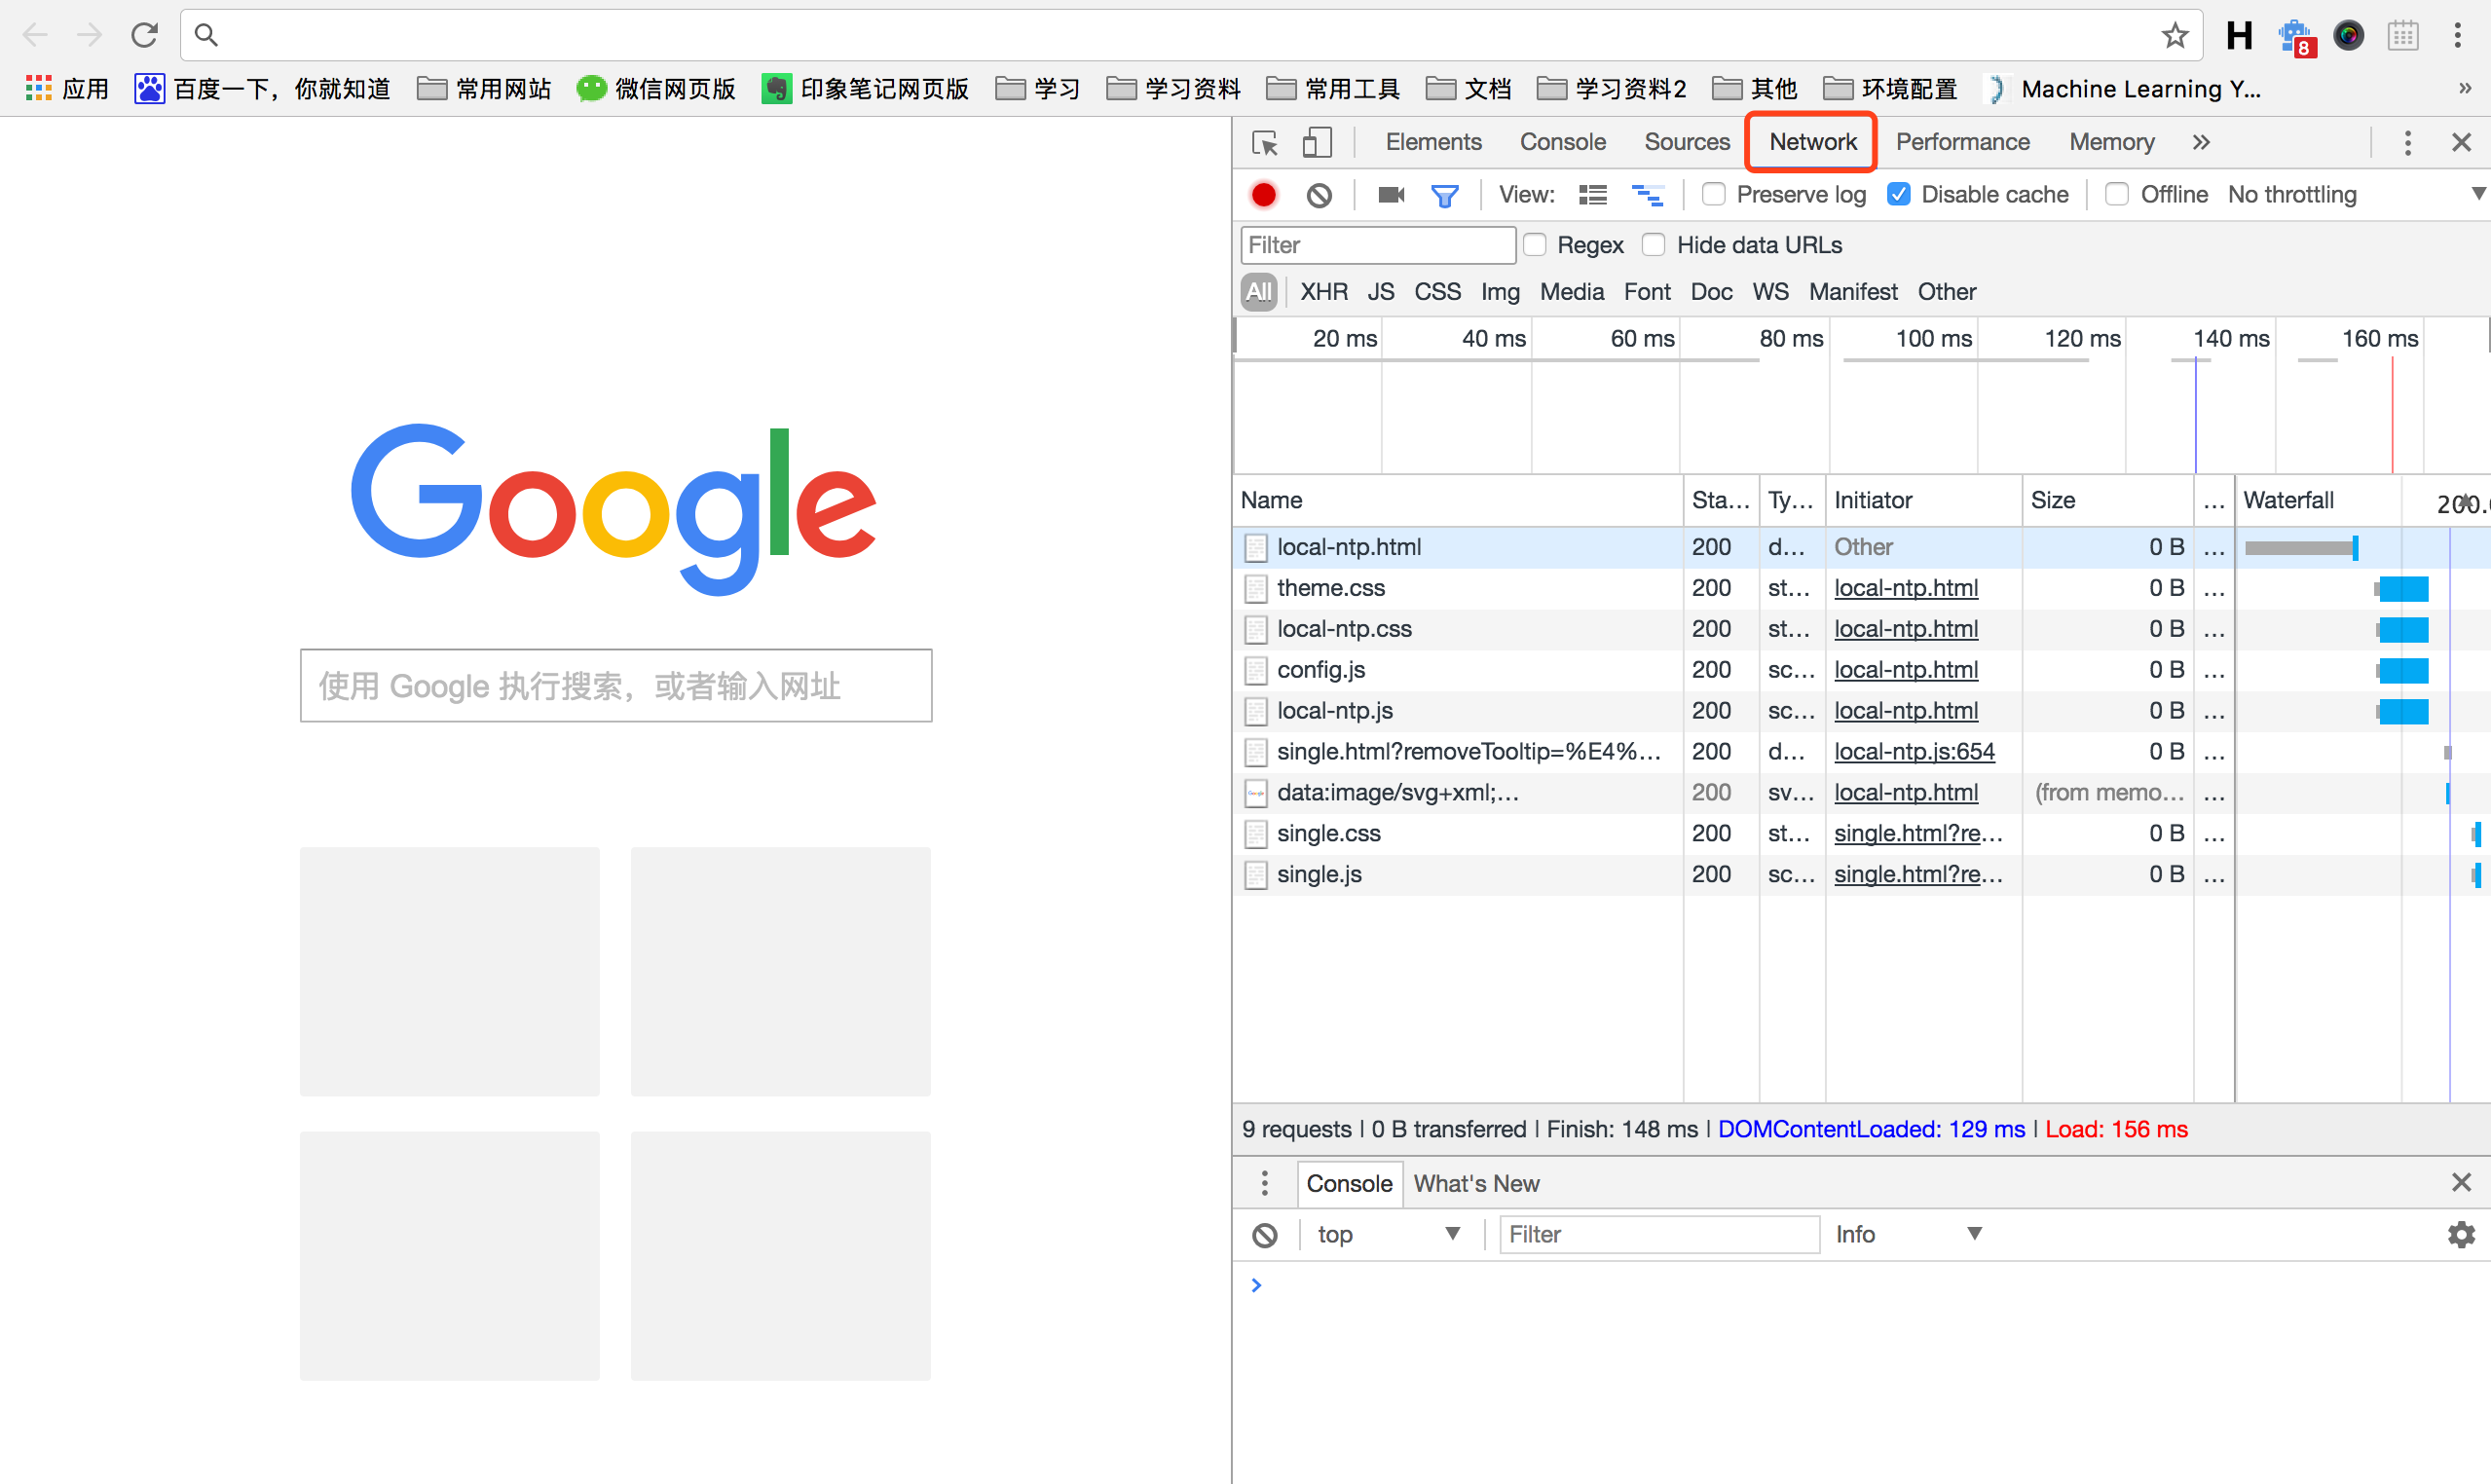 H 8
应用 百度一下，你就知道 常用网站 微信网页版 印象笔记网页版 学习 学习资料 常用工具 文档 学习资料2 其他 环境配置 Machine Learning Y... »
Elements Console Sources Network Performance Memory »
View: Preserve log Disable cache Offline No throttling
Filter Regex Hide data URLs
All XHR JS CSS Img Media Font Doc WS Manifest Other
20 ms 40 ms 60 ms 80 ms 100 ms 120 ms 140 ms 160 ms
Google
使用 Google 执行搜索，或者输入网址
Name Sta... Ty... Initiator Size ... Waterfall
local-ntp.html 200 d... Other 0 B ...
theme.css 200 st... local-ntp.html 0 B ...
local-ntp.css 200 st... local-ntp.html 0 B ...
config.js 200 sc... local-ntp.html 0 B ...
local-ntp.js 200 sc... local-ntp.html 0 B ...
single.html?removeTooltip=%E4%... 200 d... local-ntp.js:654 0 B ...
data:image/svg+xml;... 200 sv... local-ntp.html (from memo... ...
single.css 200 st... single.html?re... 0 B ...
single.js 200 sc... single.html?re... 0 B ...
9 requests | 0 B transferred | Finish: 148 ms | DOMContentLoaded: 129 ms | Load: 156 ms
Console What's New
top Filter Info